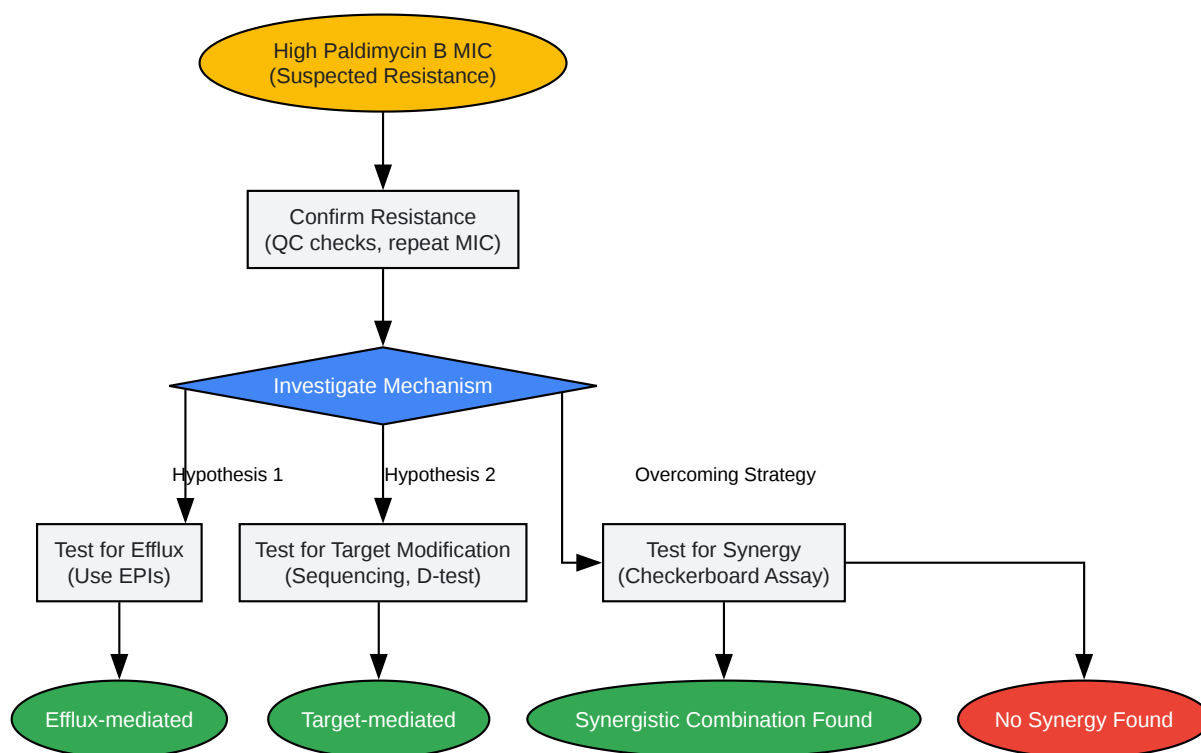 High Paldimycin B MIC
(Suspected Resistance)
Confirm Resistance
(QC checks, repeat MIC)
Investigate Mechanism
Hypothesis 1
Hypothesis 2
Overcoming Strategy
Test for Efflux
(Use EPIs)
Test for Target Modification
(Sequencing, D-test)
Test for Synergy
(Checkerboard Assay)
Efflux-mediated
Target-mediated
Synergistic Combination Found
No Synergy Found